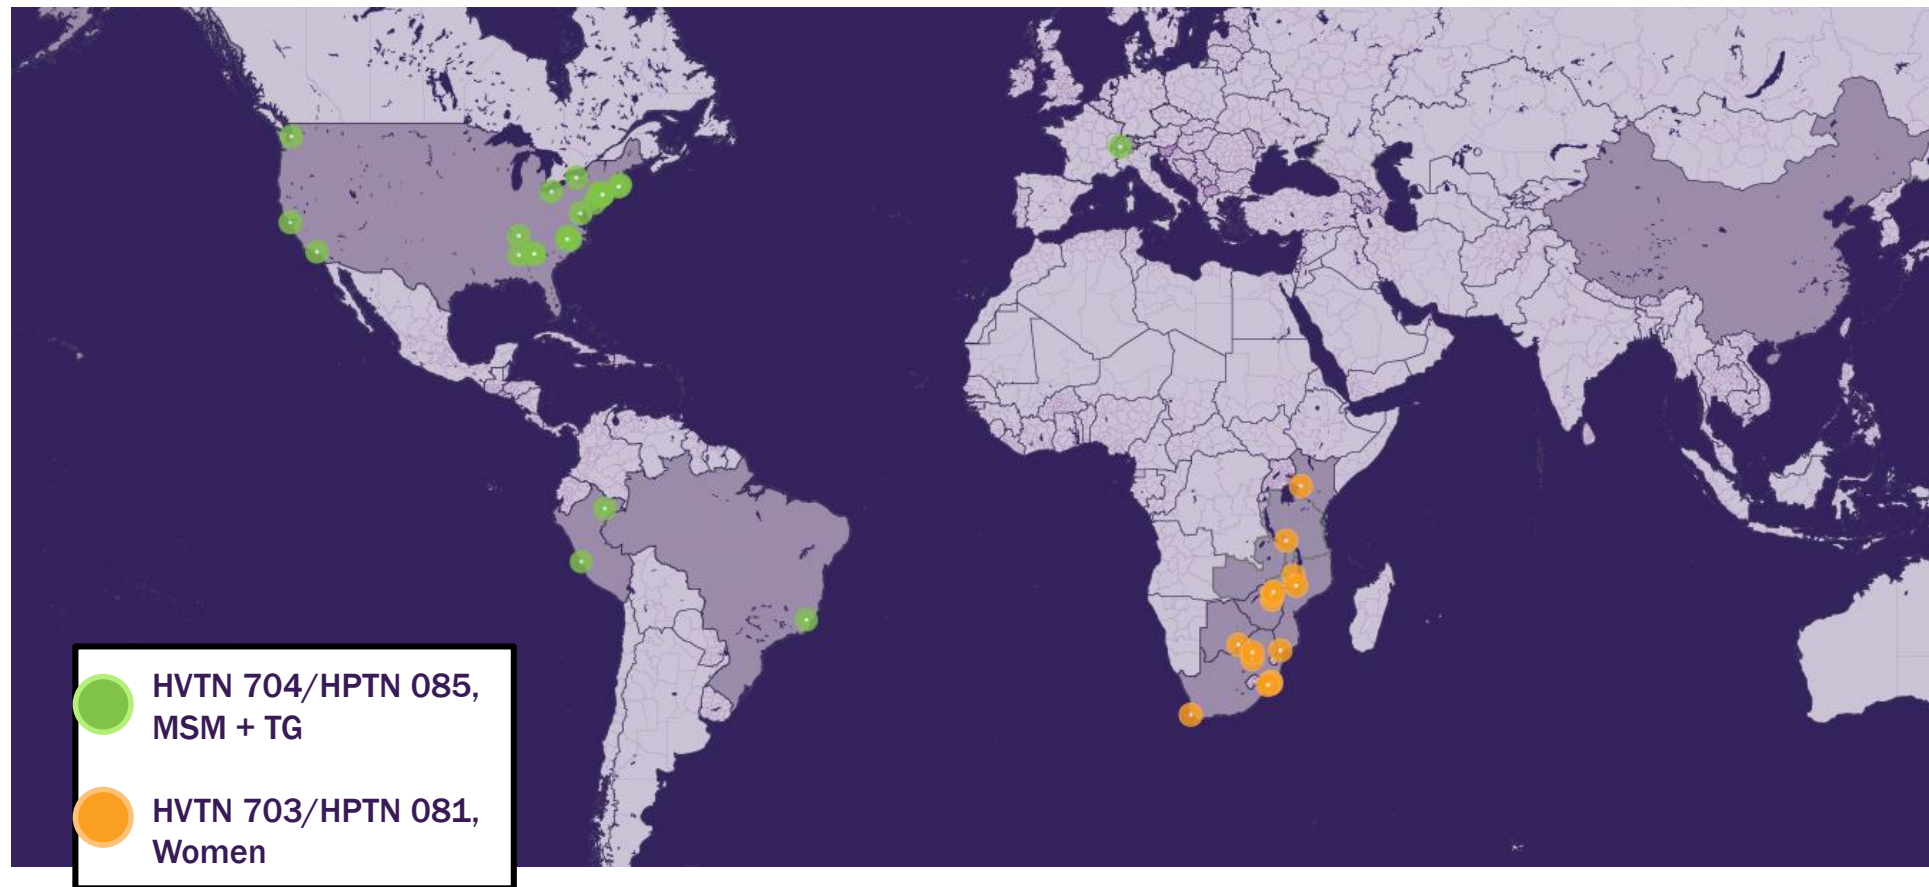 HVTN 704/HPTN 085,
MSM + TG
HVTN 703/HPTN 081,
Women